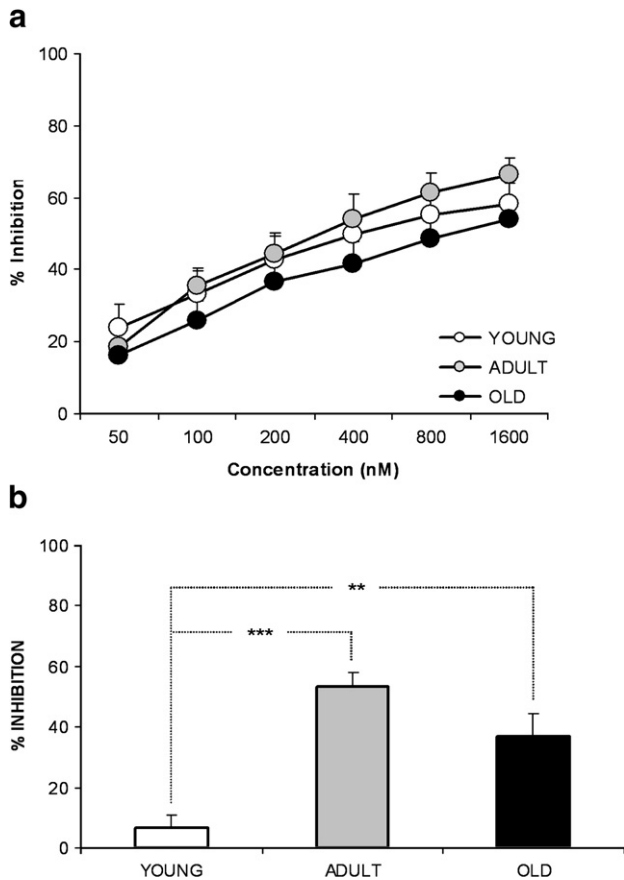 a
100
80
60
40
20
0
% Inhibition
50 100 200 400 800 1600
Concentration (nM)
YOUNG
ADULT
OLD
b
100
80
60
40
20
0
% INHIBITION
**
***
YOUNG ADULT OLD